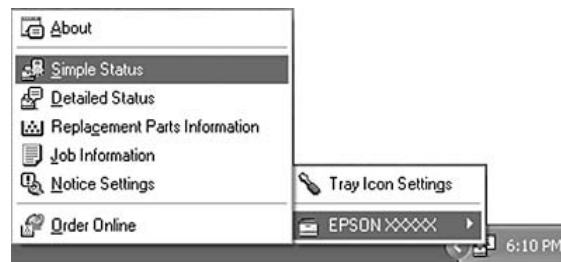 About
Simple Status
Detailed Status
Replacement Parts Information
Job Information
Notice Settings
Order Online
Tray Icon Settings
EPSON XXXXX
6:10 PM